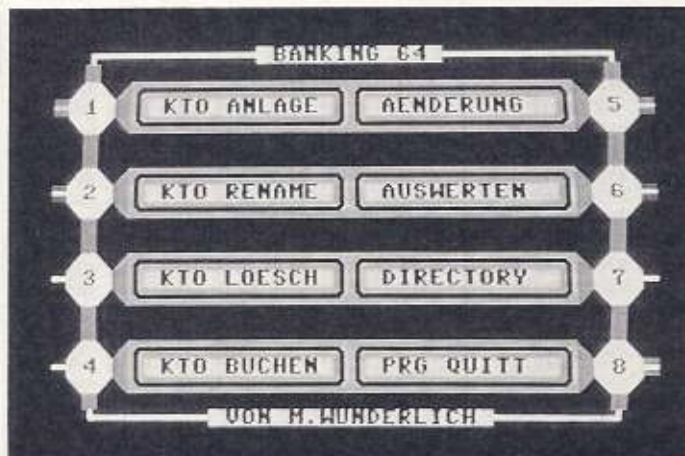 BANKING 64
1 KTO ANLAGE AENDERUNG 5
2 KTO RENAME AUSWERTEN 6
3 KTO LOESCH DIRECTORY 7
4 KTO BUCHEN PRG QUITT 8
VON M.WUNDERLICH